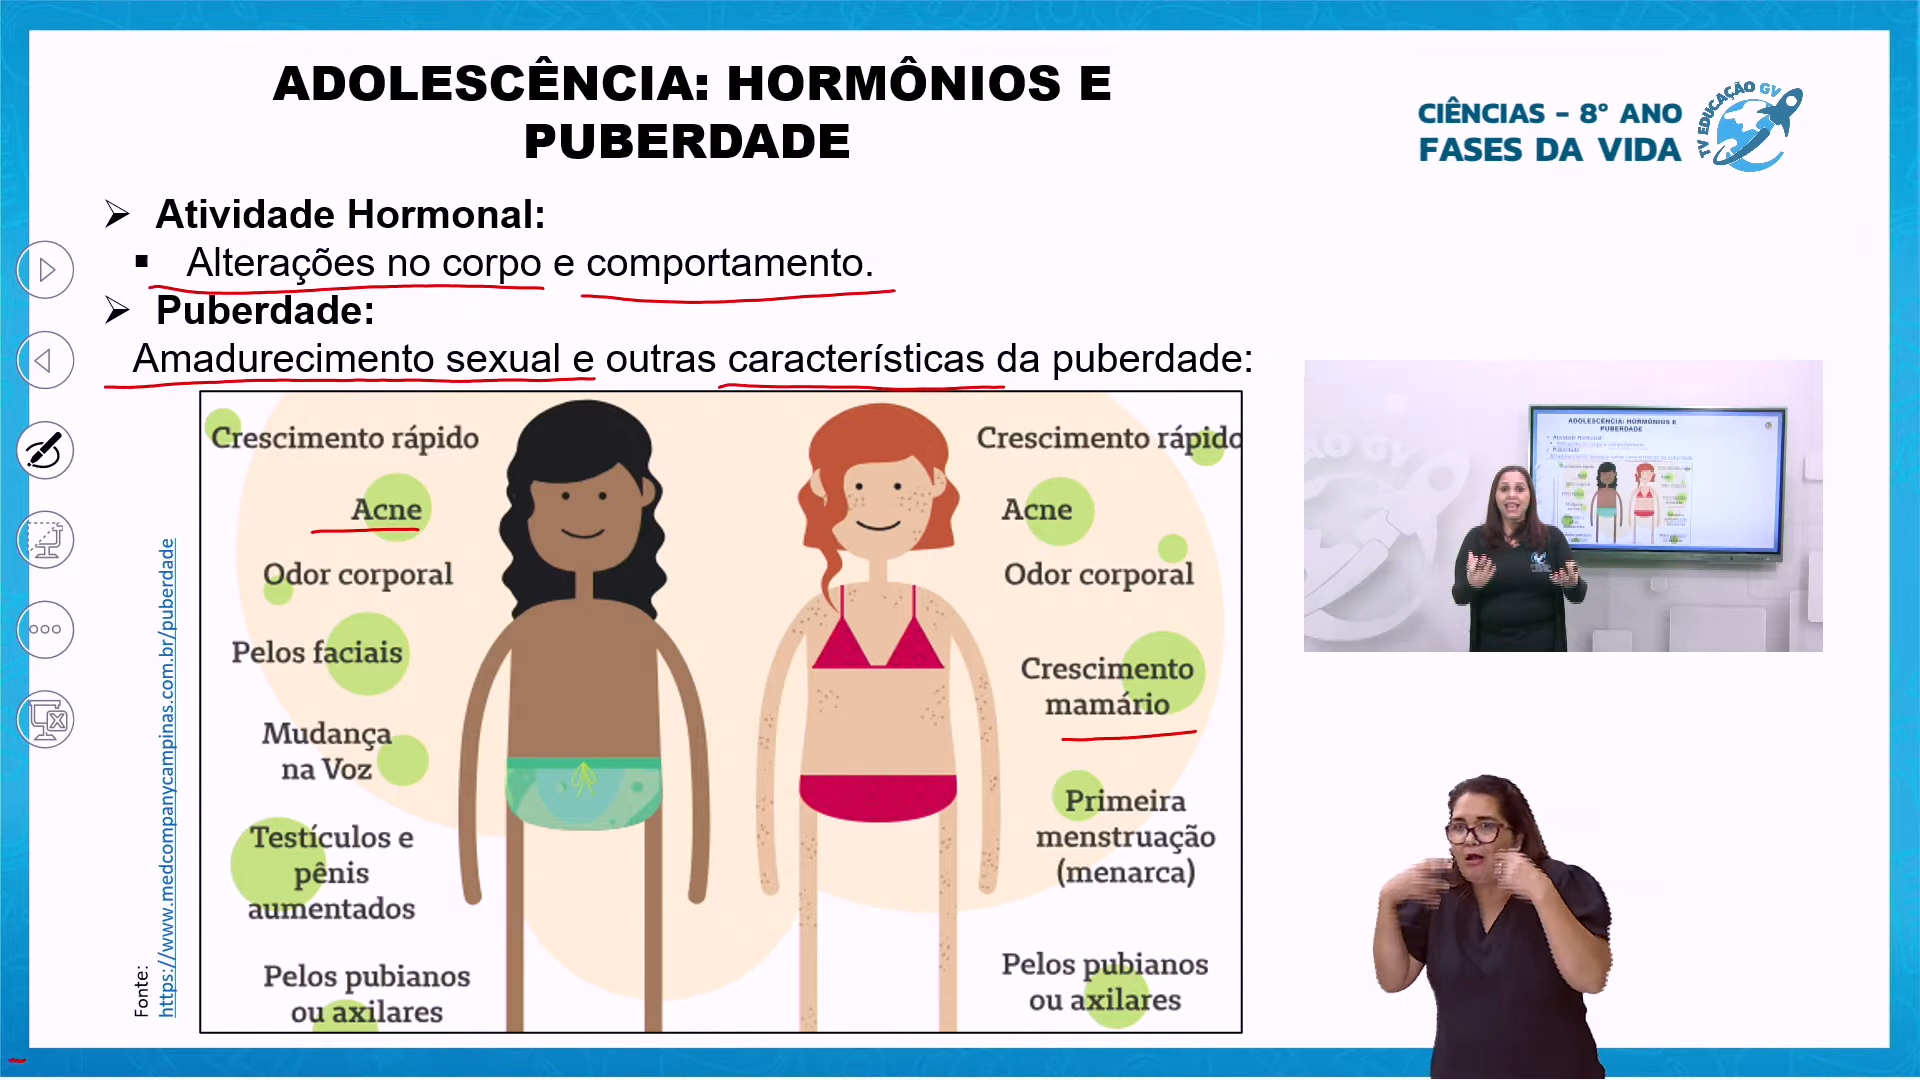 ADOLESCÊNCIA: HORMÔNIOS E
PUBERDADE
CIÊNCIAS - 8° ANO
FASES DA VIDA
TV EDUCAÇÃO GV
➢ Atividade Hormonal:
▪ Alterações no corpo e comportamento.
➢ Puberdade:
Amadurecimento sexual e outras características da puberdade:
Crescimento rápido
Acne
Odor corporal
Pelos faciais
Mudança
na Voz
Testículos e
pênis
aumentados
Pelos pubianos
ou axilares
Crescimento rápido
Acne
Odor corporal
Crescimento
mamário
Primeira
menstruação
(menarca)
Pelos pubianos
ou axilares
Fonte:
https://www.medcompanycampinas.com.br/puberdade
ADOLESCÊNCIA: HORMÔNIOS E
PUBERDADE